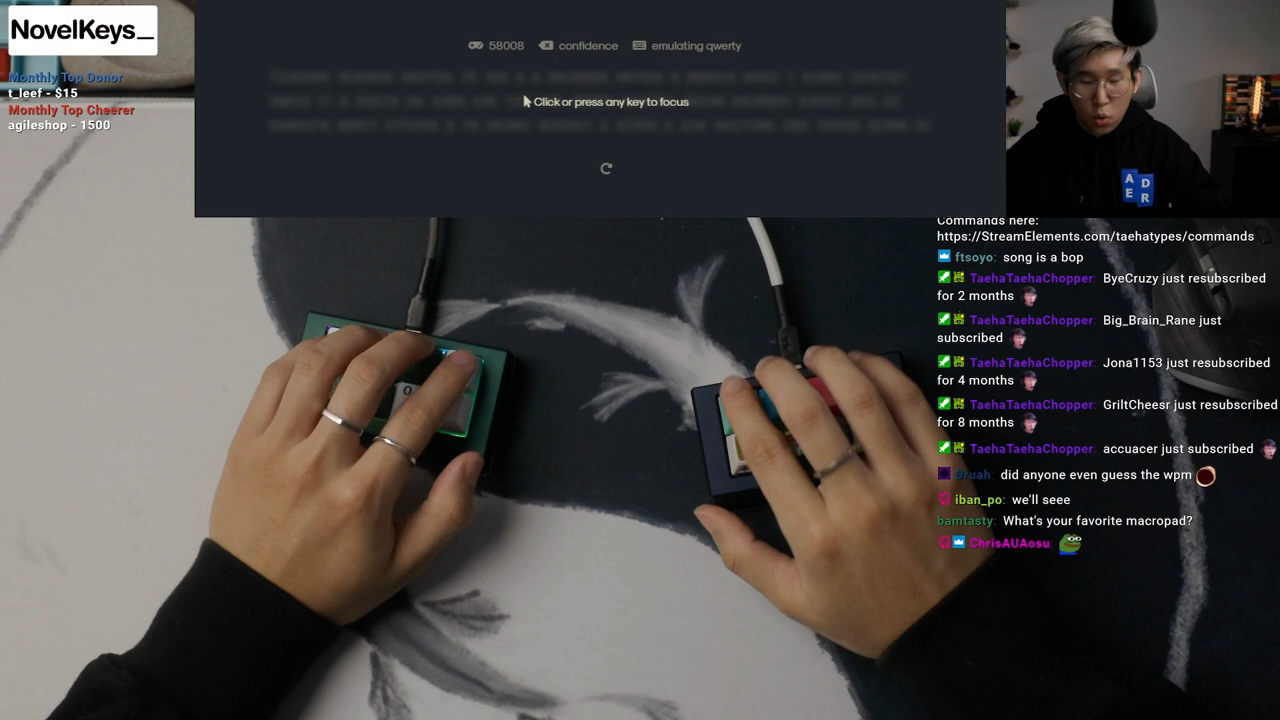 NovelKeys_
Monthly Top Donor
t_leef - $15
Monthly Top Cheerer
agileshop - 1500
58008 confidence emulating qwerty
Click or press any key to focus
A D
E R
Commands here:
https://StreamElements.com/taehatypes/commands
ftsoyo: song is a bop
TaehaTaehaChopper: ByeCruzy just resubscribed
for 2 months
TaehaTaehaChopper: Big_Brain_Rane just
subscribed
TaehaTaehaChopper: Jona1153 just resubscribed
for 4 months
TaehaTaehaChopper: GriltCheesr just resubscribed
for 8 months
TaehaTaehaChopper: accuacer just subscribed
Druah: did anyone even guess the wpm
iban_po: we'll seee
bamtasty: What's your favorite macropad?
ChrisAUAosu: